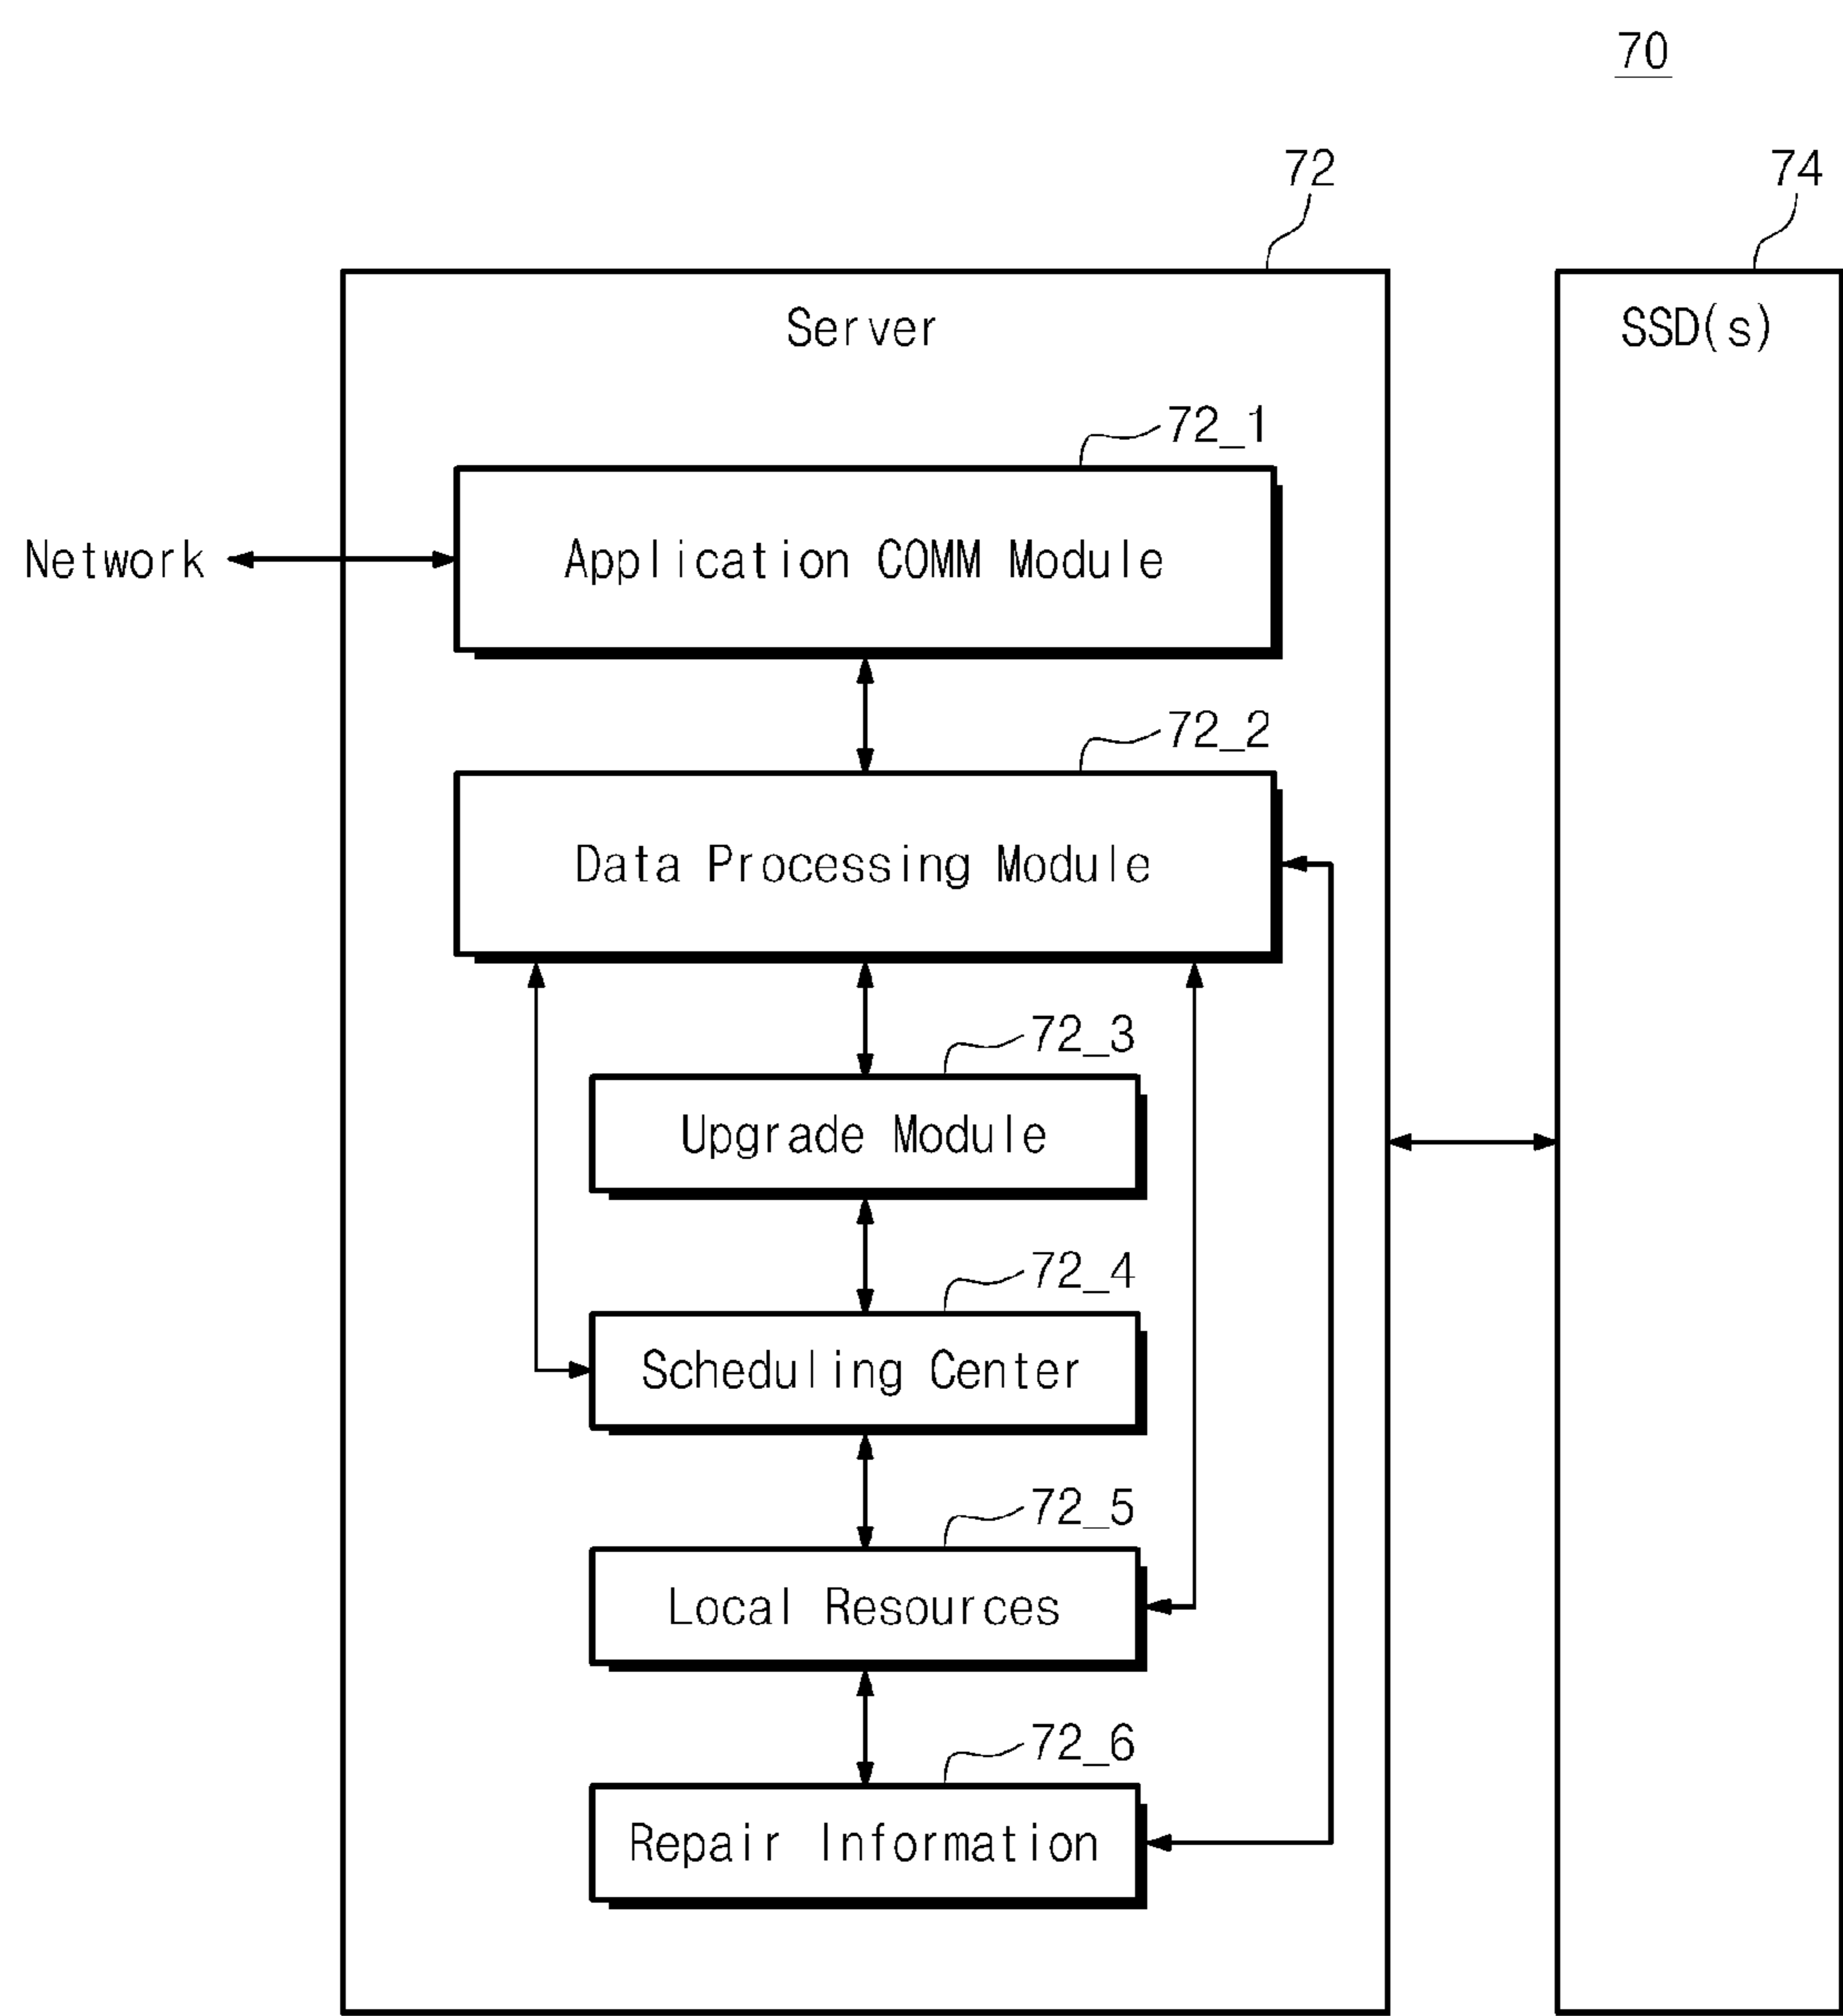 70
72
74
Server
SSD(s)
72_1
Network
Application COMM Module
72_2
Data Processing Module
72_3
Upgrade Module
72_4
Scheduling Center
72_5
Local Resources
72_6
Repair Information